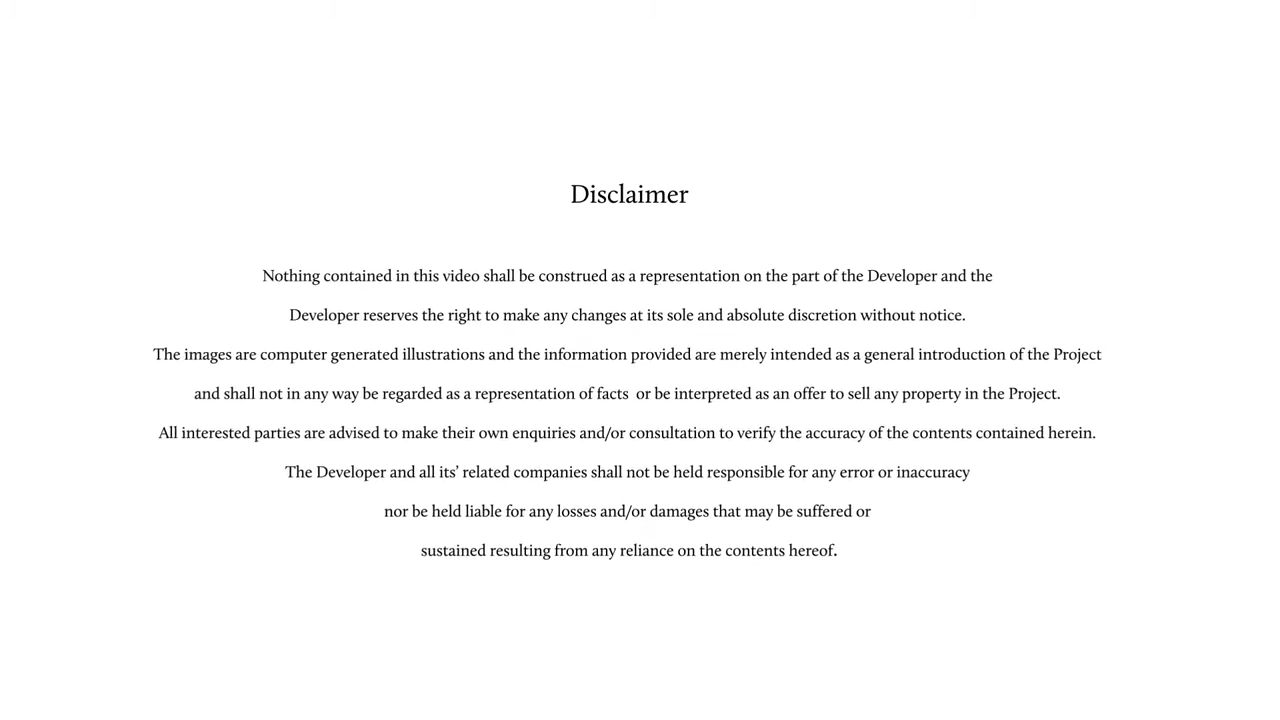 Disclaimer
Nothing contained in this video shall be construed as a representation on the part of the Developer and the
Developer reserves the right to make any changes at its sole and absolute discretion without notice.
The images are computer generated illustrations and the information provided are merely intended as a general introduction of the Project
and shall not in any way be regarded as a representation of facts  or be interpreted as an offer to sell any property in the Project.
All interested parties are advised to make their own enquiries and/or consultation to verify the accuracy of the contents contained herein.
The Developer and all its’ related companies shall not be held responsible for any error or inaccuracy
nor be held liable for any losses and/or damages that may be suffered or
sustained resulting from any reliance on the contents hereof.